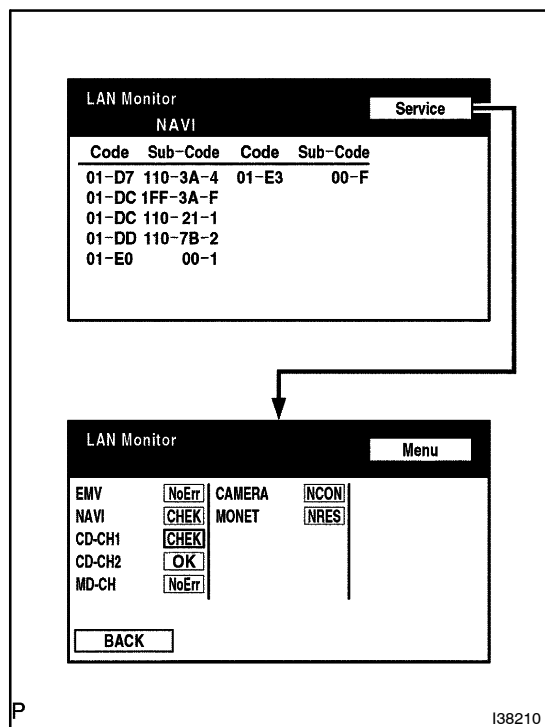 LAN Monitor
Service
NAVI
Code Sub-Code Code Sub-Code
01-D7 110-3A-4 01-E3 00-F
01-DC 1FF-3A-F
01-DC 110-21-1
01-DD 110-7B-2
01-E0 00-1
LAN Monitor
Menu
EMV NoErr CAMERA NCON
NAVI CHEK MONET NRES
CD-CH1 CHEK
CD-CH2 OK
MD-CH NoErr
BACK
P
I38210